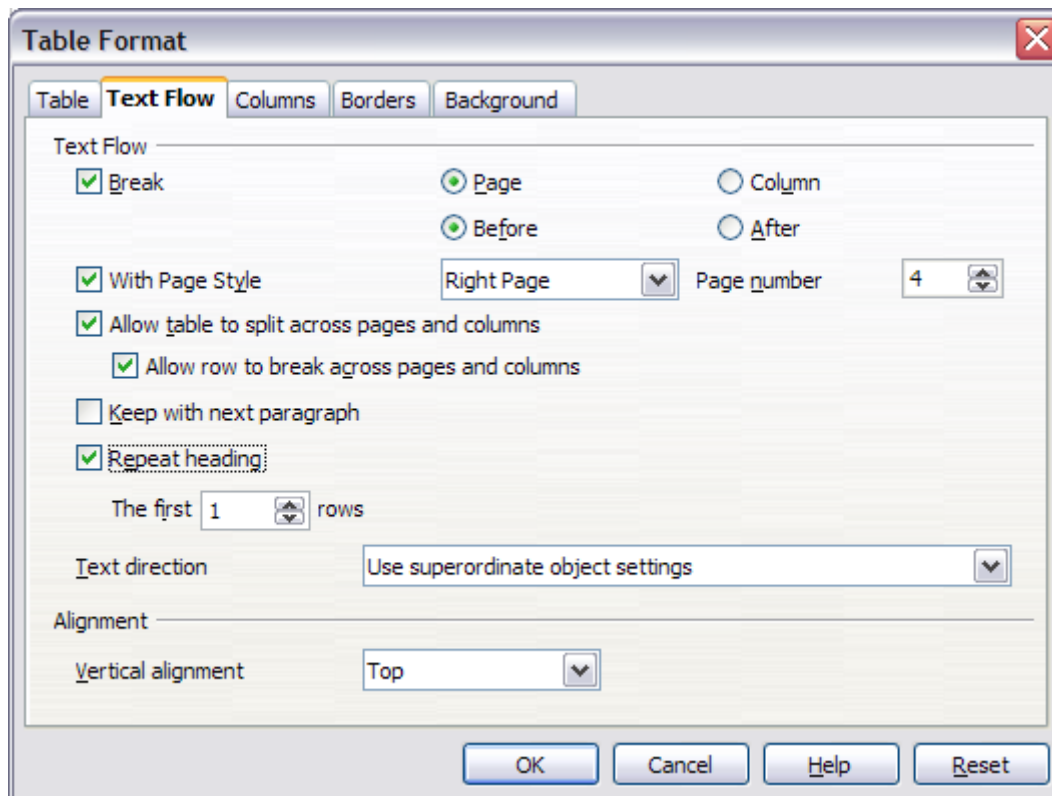 Table Format
Table Text Flow Columns Borders Background
Text Flow
Break Page Column
Before After
With Page Style Right Page Page number 4
Allow table to split across pages and columns
Allow row to break across pages and columns
Keep with next paragraph
Repeat heading
The first 1 rows
Text direction Use superordinate object settings
Alignment
Vertical alignment Top
OK Cancel Help Reset